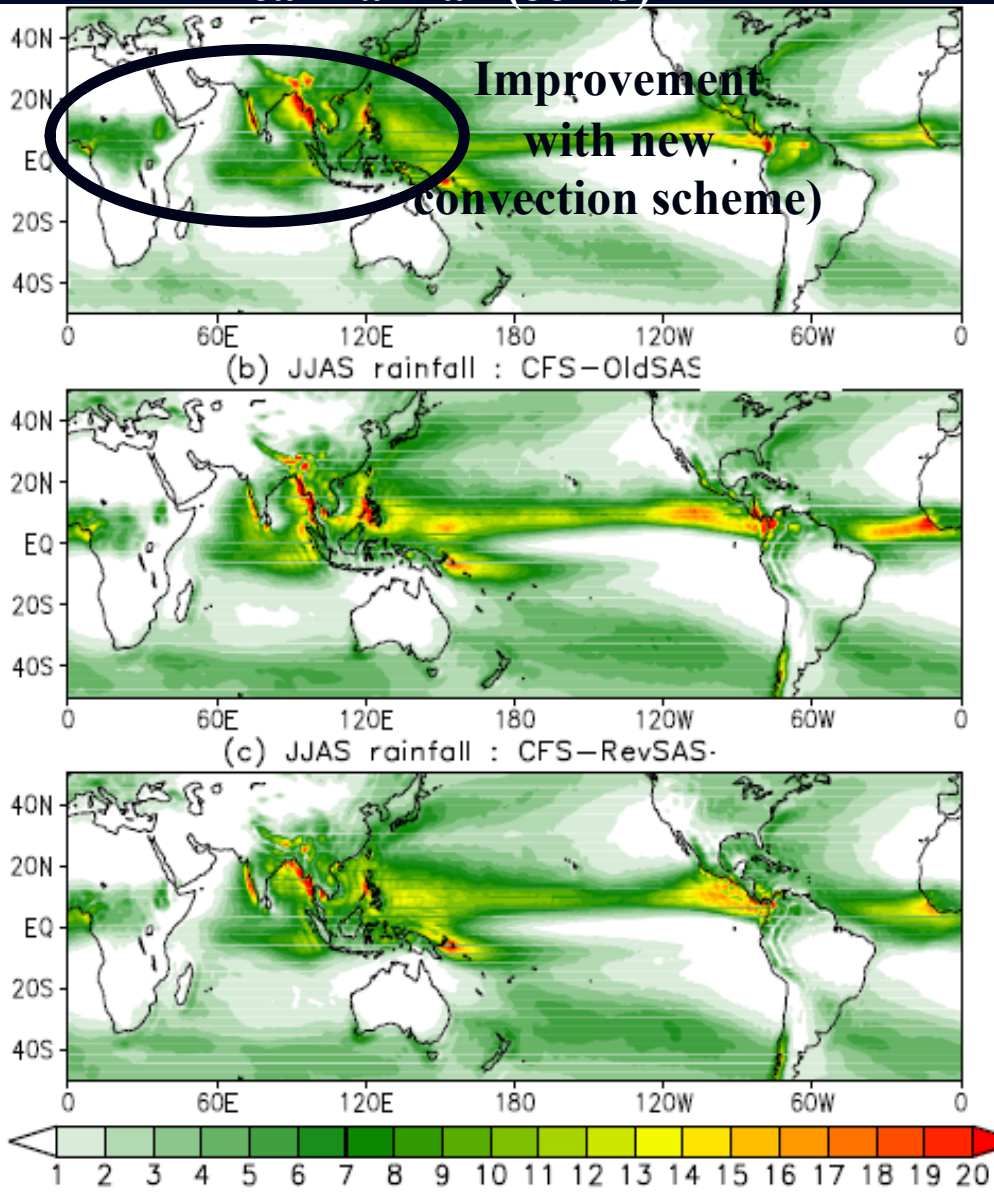 40N
20N
EQ
20S
40S
Improvement
with new
convection scheme)
0 60E 120E 180 120W 60W 0
(b) JJAS rainfall : CFS-OldSAS
40N
20N
EQ
20S
40S
0 60E 120E 180 120W 60W 0
(c) JJAS rainfall : CFS-RevSAS-
40N
20N
EQ
20S
40S
0 60E 120E 180 120W 60W 0
1 2 3 4 5 6 7 8 9 10 11 12 13 14 15 16 17 18 19 20